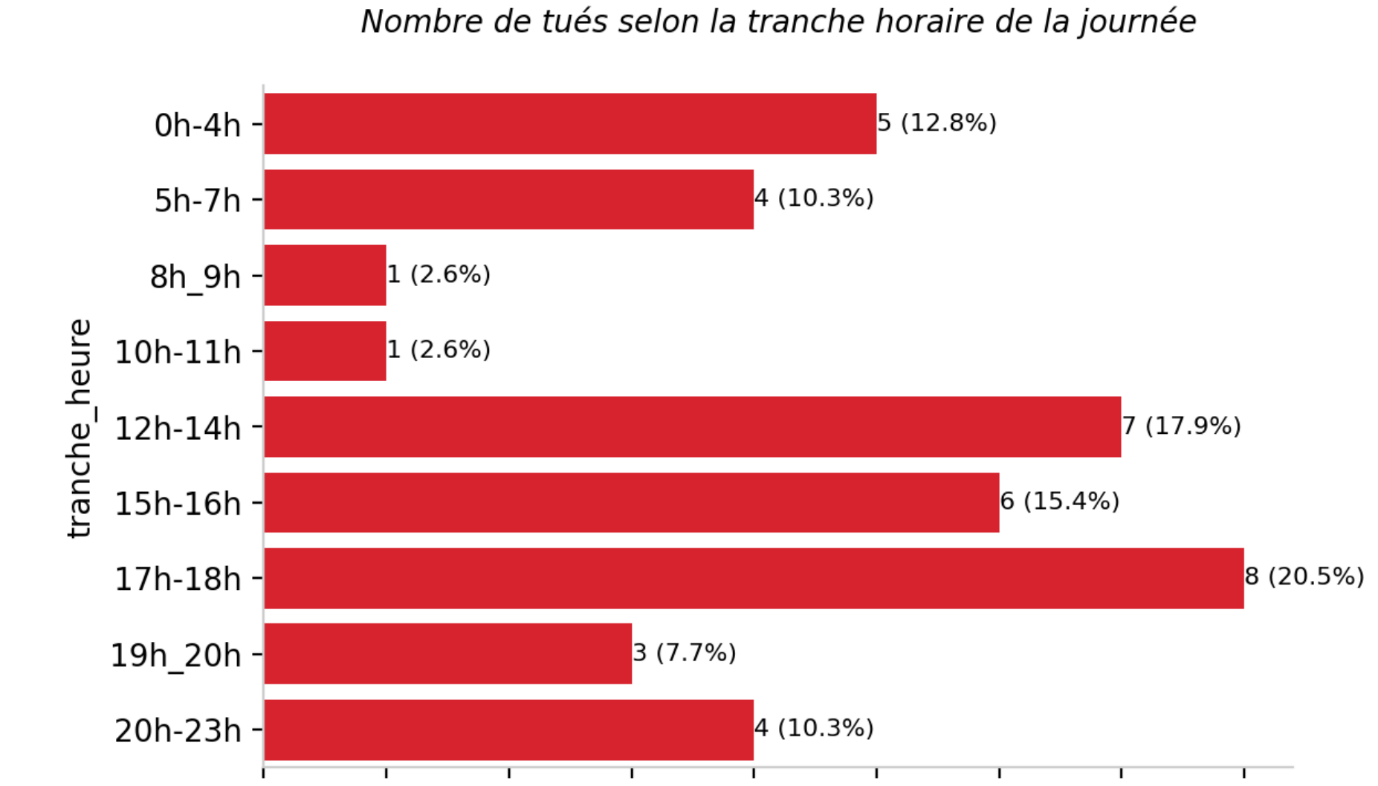 Nombre de tués selon la tranche horaire de la journée
tranche_heure
0h-4h 5 (12.8%)
5h-7h 4 (10.3%)
8h_9h 1 (2.6%)
10h-11h 1 (2.6%)
12h-14h 7 (17.9%)
15h-16h 6 (15.4%)
17h-18h 8 (20.5%)
19h_20h 3 (7.7%)
20h-23h 4 (10.3%)